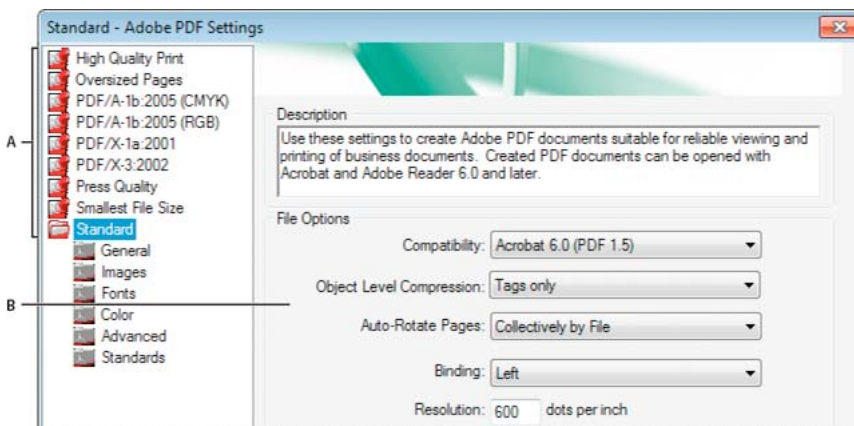 Standard - Adobe PDF Settings
High Quality Print
Oversized Pages
PDF/A-1b:2005 (CMYK)
PDF/A-1b:2005 (RGB)
PDF/X-1a:2001
PDF/X-3:2002
Press Quality
Smallest File Size
Standard
General
Images
Fonts
Color
Advanced
Standards
A
B
Description
Use these settings to create Adobe PDF documents suitable for reliable viewing and
printing of business documents. Created PDF documents can be opened with
Acrobat and Adobe Reader 6.0 and later.
File Options
Compatibility: Acrobat 6.0 (PDF 1.5)
Object Level Compression: Tags only
Auto-Rotate Pages: Collectively by File
Binding: Left
Resolution: 600 dots per inch